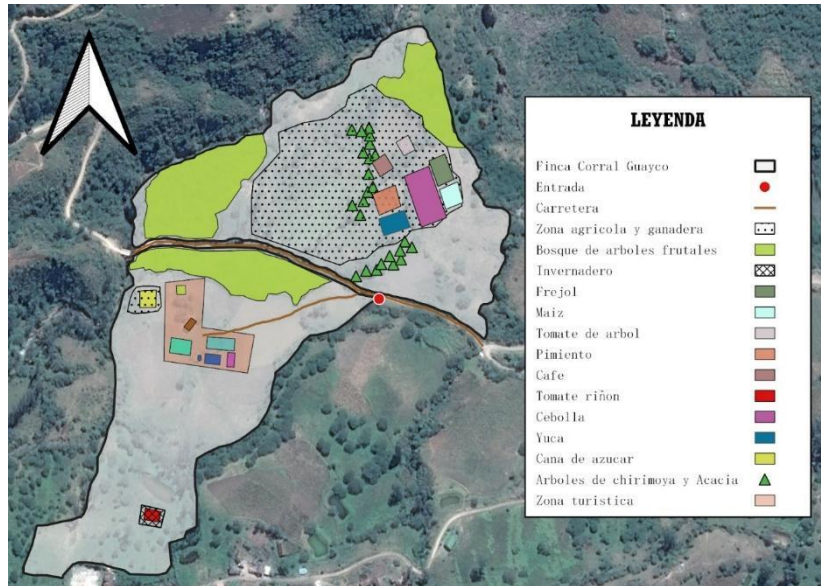 LEYENDA
Finca Corral Guayco
Entrada
Carretera
Zona agricola y ganadera
Bosque de arboles frutales
Invernadero
Frejol
Maiz
Tomate de arbol
Pimiento
Cafe
Tomate riñon
Cebolla
Yuca
Cana de azucar
Arboles de chirimoya y Acacia
Zona turistica